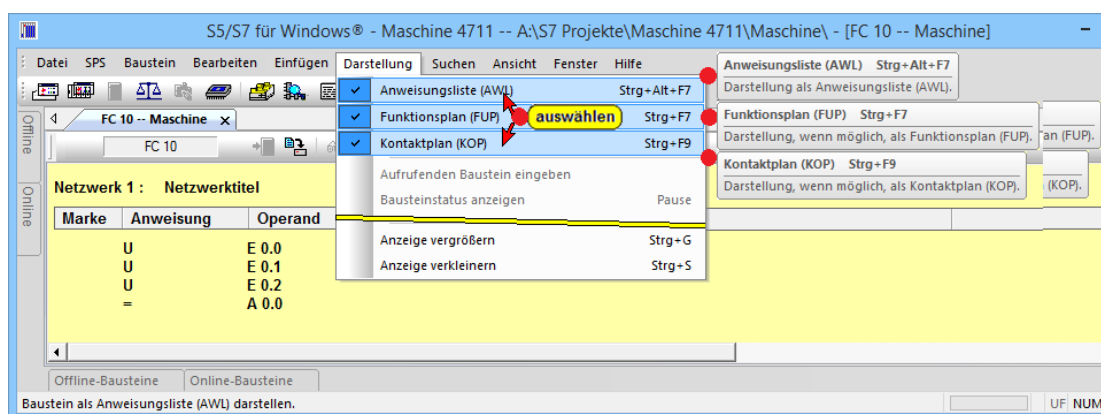 S5/S7 für Windows® - Maschine 4711 -- A:\S7 Projekte\Maschine 4711\Maschine\ - [FC 10 -- Maschine]
Datei SPS Baustein Bearbeiten Einfügen Darstellung Suchen Ansicht Fenster Hilfe
Anweisungsliste (AWL) Strg+Alt+F7
Funktionsplan (FUP) Strg+F7
Kontaktplan (KOP) Strg+F9
auswählen
Aufrufenden Baustein eingeben
Bausteinstatus anzeigen Pause
Anzeige vergrößern Strg+G
Anzeige verkleinern Strg+S
Anweisungsliste (AWL) Strg+Alt+F7
Darstellung als Anweisungsliste (AWL).
Funktionsplan (FUP) Strg+F7
Darstellung, wenn möglich, als Funktionsplan (FUP).
an (FUP).
Kontaktplan (KOP) Strg+F9
Darstellung, wenn möglich, als Kontaktplan (KOP).
(KOP).
Offline
Online
FC 10 -- Maschine x
FC 10
Netzwerk 1 : Netzwerktitel
Marke Anweisung Operand
U E 0.0
U E 0.1
U E 0.2
= A 0.0
Offline-Bausteine Online-Bausteine
Baustein als Anweisungsliste (AWL) darstellen. UF NUM